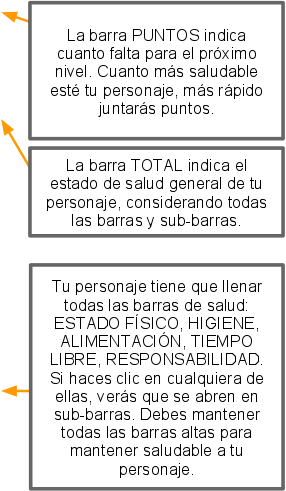 La barra PUNTOS indica
cuanto falta para el próximo
nivel. Cuanto más saludable
esté tu personaje, más rápido
juntarás puntos.
La barra TOTAL indica el
estado de salud general de tu
personaje, considerando todas
las barras y sub-barras.
Tu personaje tiene que llenar
todas las barras de salud:
ESTADO FÍSICO, HIGIENE,
ALIMENTACIÓN, TIEMPO
LIBRE, RESPONSABILIDAD.
Si haces clic en cualquiera de
ellas, verás que se abren en
sub-barras. Debes mantener
todas las barras altas para
mantener saludable a tu
personaje.